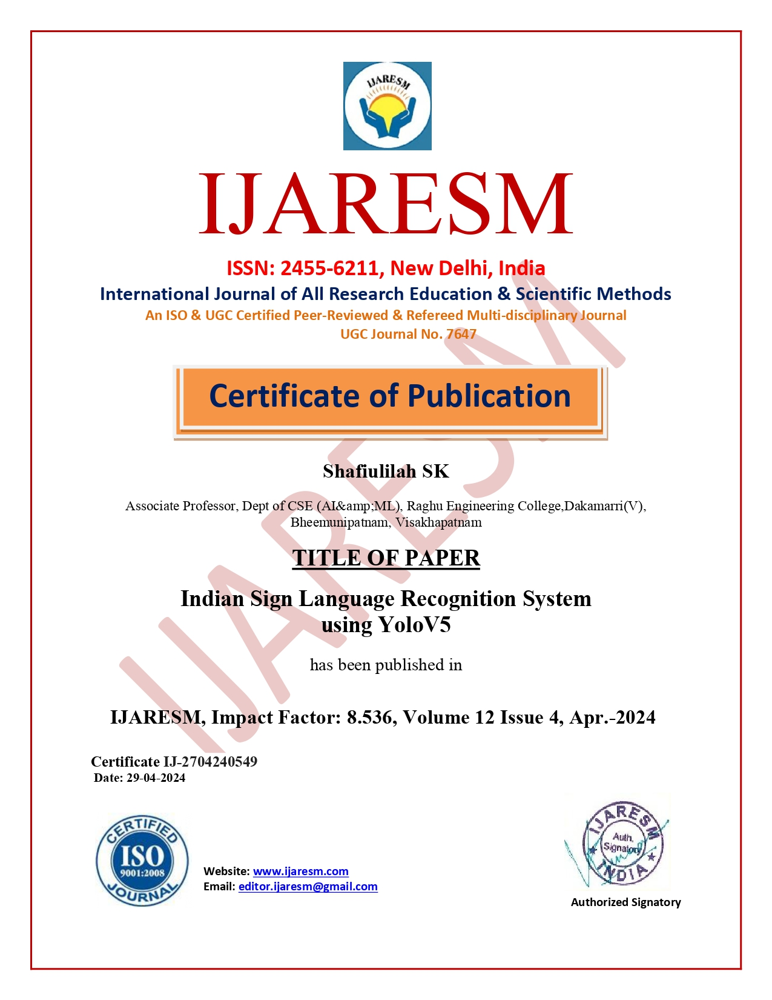 IJARESM
IJARESM
ISSN: 2455-6211, New Delhi, India
International Journal of All Research Education & Scientific Methods
An ISO & UGC Certified Peer-Reviewed & Refereed Multi-disciplinary Journal
UGC Journal No. 7647
Certificate of Publication
Shafiulilah SK
Associate Professor, Dept of CSE (AI&amp;ML), Raghu Engineering College,Dakamarri(V),
Bheemunipatnam, Visakhapatnam
TITLE OF PAPER
Indian Sign Language Recognition System
using YoloV5
has been published in
IJARESM, Impact Factor: 8.536, Volume 12 Issue 4, Apr.-2024
Certificate IJ-2704240549
Date: 29-04-2024
CERTIFIED
ISO
9001:2008
JOURNAL
Website: www.ijaresm.com
Email: editor.ijaresm@gmail.com
IJARESM
Auth.
Signatory
INDIA
Authorized Signatory
IJARESM